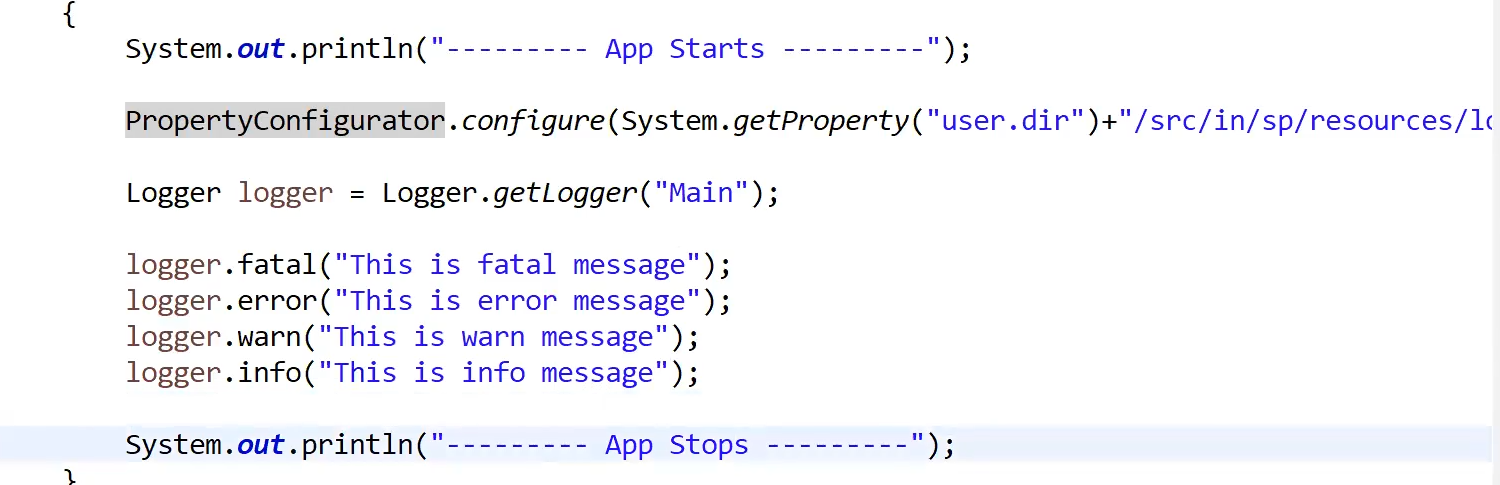 {
System.out.println("--------- App Starts ---------");
PropertyConfigurator.configure(System.getProperty("user.dir")+"/src/in/sp/resources/lo
Logger logger = Logger.getLogger("Main");
logger.fatal("This is fatal message");
logger.error("This is error message");
logger.warn("This is warn message");
logger.info("This is info message");
System.out.println("--------- App Stops ---------");
}